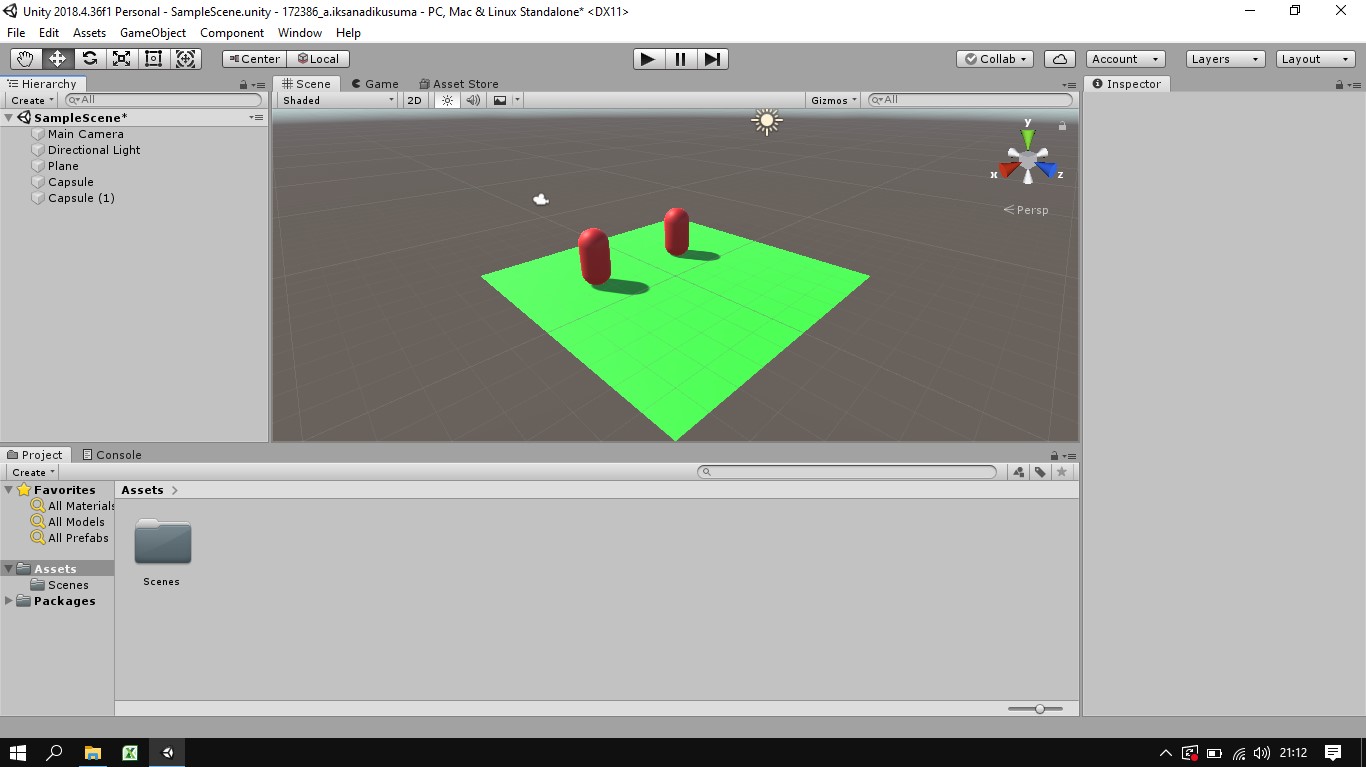 Unity 2018.4.36f1 Personal - SampleScene.unity - 172386_a.iksanadikusuma - PC, Mac & Linux Standalone* <DX11>
File Edit Assets GameObject Component Window Help
Center Local Collab Account Layers Layout
Hierarchy Scene Game Asset Store Inspector
Create All Shaded 2D Gizmos All
SampleScene*
Main Camera
Directional Light
Plane
Capsule
Capsule (1)
y
x z
Persp
Project Console
Create
Favorites Assets
All Materials
All Models
All Prefabs
Assets
Scenes
Scenes
Packages
21:12